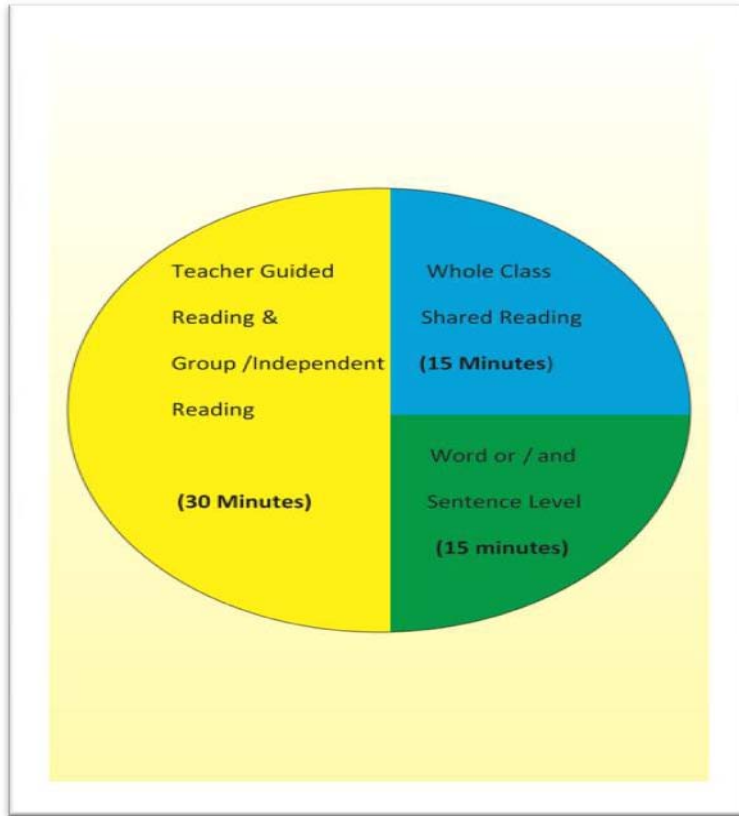 Teacher Guided
Reading &
Group /Independent
Reading
(30 Minutes)
Whole Class
Shared Reading
(15 Minutes)
Word or / and
Sentence Level
(15 minutes)